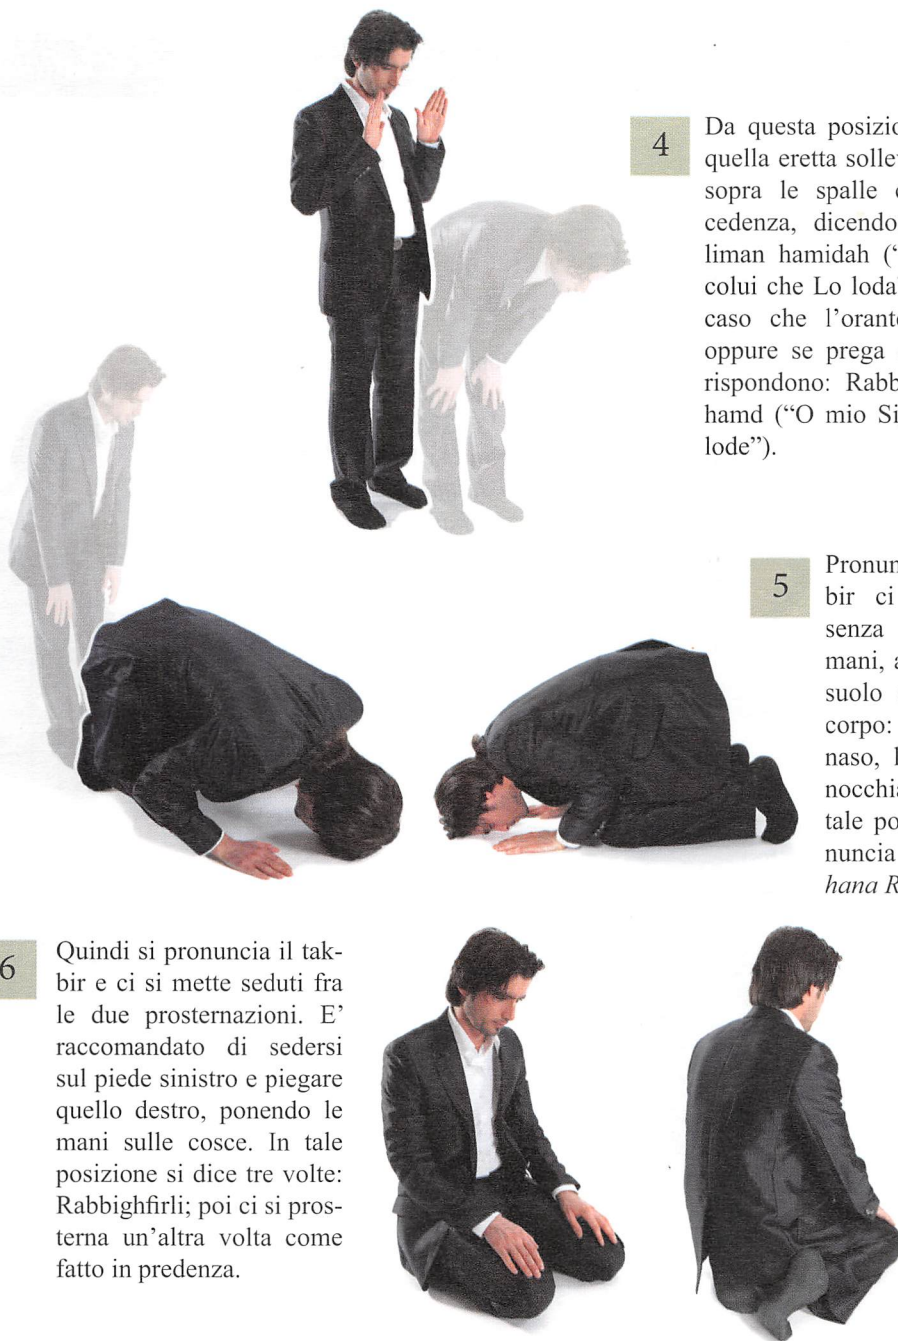 4
Da questa posizio
quella eretta solle
sopra le spalle
cedenza, dicendo
liman hamidah (“
colui che Lo loda
caso che l’orant
oppure se prega
rispondono: Rabb
hamd (“O mio Si
lode”).
5
Pronun
bir ci
senza
mani, a
suolo
corpo:
naso,
nocchia
tale po
nuncia
hana R
6
Quindi si pronuncia il tak-
bir e ci si mette seduti fra
le due prosternazioni. E’
raccomandato di sedersi
sul piede sinistro e piegare
quello destro, ponendo le
mani sulle cosce. In tale
posizione si dice tre volte:
Rabbighfirli; poi ci si pros-
terna un’altra volta come
fatto in predenza.